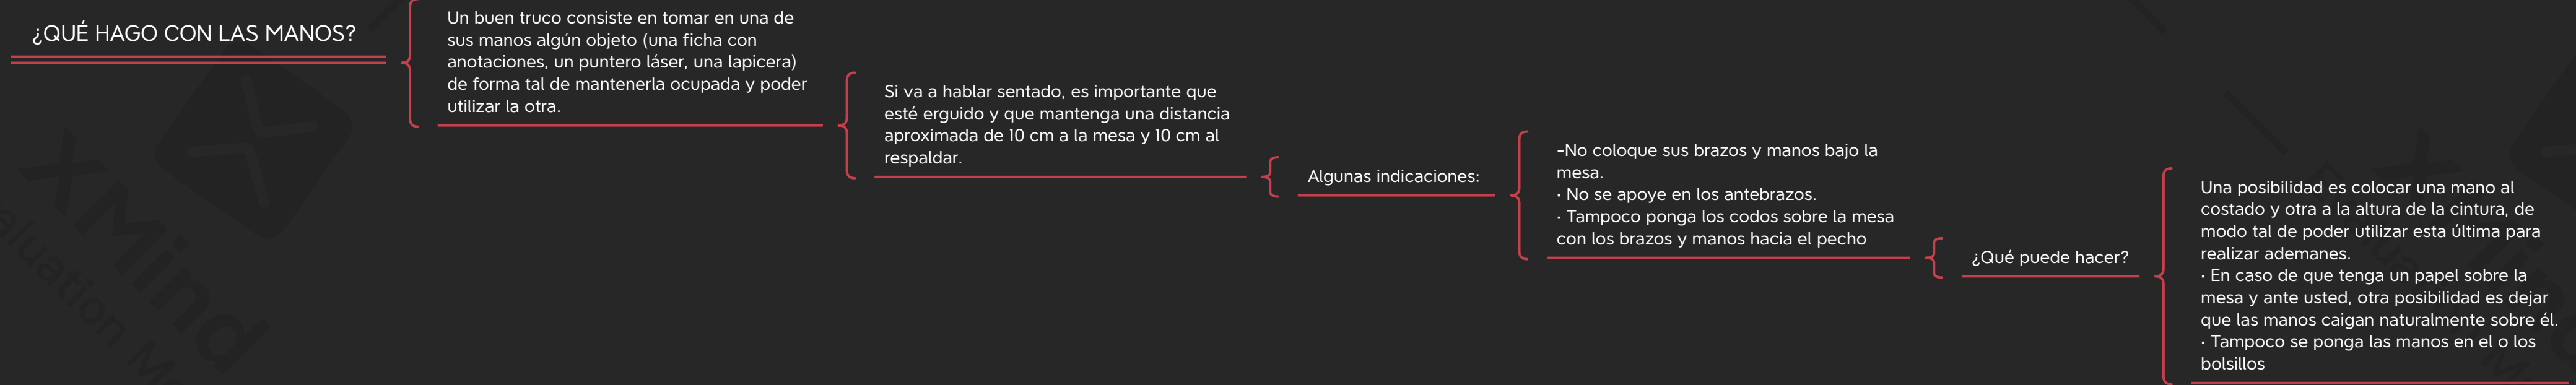 ¿QUÉ HAGO CON LAS MANOS?
Un buen truco consiste en tomar en una de
sus manos algún objeto (una ficha con
anotaciones, un puntero láser, una lapicera)
de forma tal de mantenerla ocupada y poder
utilizar la otra.
Si va a hablar sentado, es importante que
esté erguido y que mantenga una distancia
aproximada de 10 cm a la mesa y 10 cm al
respaldar.
Algunas indicaciones:
-No coloque sus brazos y manos bajo la
mesa.
· No se apoye en los antebrazos.
· Tampoco ponga los codos sobre la mesa
con los brazos y manos hacia el pecho
¿Qué puede hacer?
Una posibilidad es colocar una mano al
costado y otra a la altura de la cintura, de
modo tal de poder utilizar esta última para
realizar ademanes.
· En caso de que tenga un papel sobre la
mesa y ante usted, otra posibilidad es dejar
que las manos caigan naturalmente sobre él.
· Tampoco se ponga las manos en el o los
bolsillos
XMind